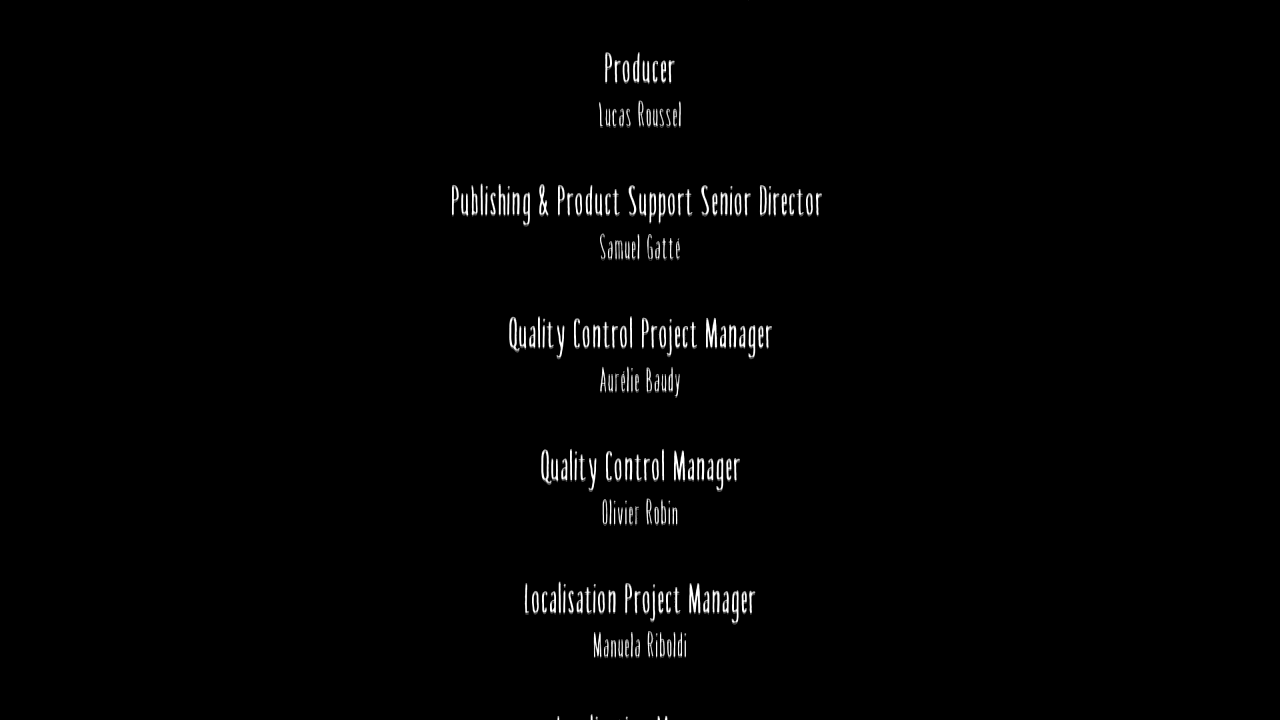 Producer
Lucas Roussel
Publishing & Product Support Senior Director
Samuel Gatté
Quality Control Project Manager
Aurélie Baudy
Quality Control Manager
Olivier Robin
Localisation Project Manager
Manuela Riboldi